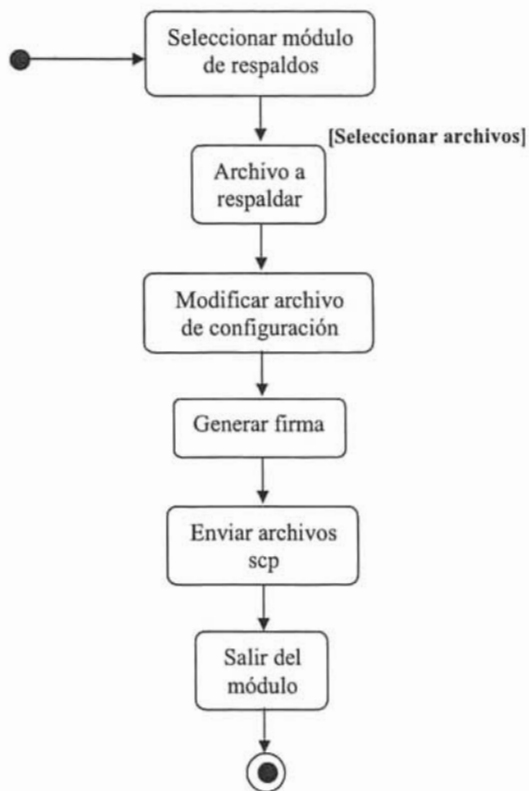 Seleccionar módulo
de respaldos
[Seleccionar archivos]
Archivo a
respaldar
Modificar archivo
de configuración
Generar firma
Enviar archivos
scp
Salir del
módulo